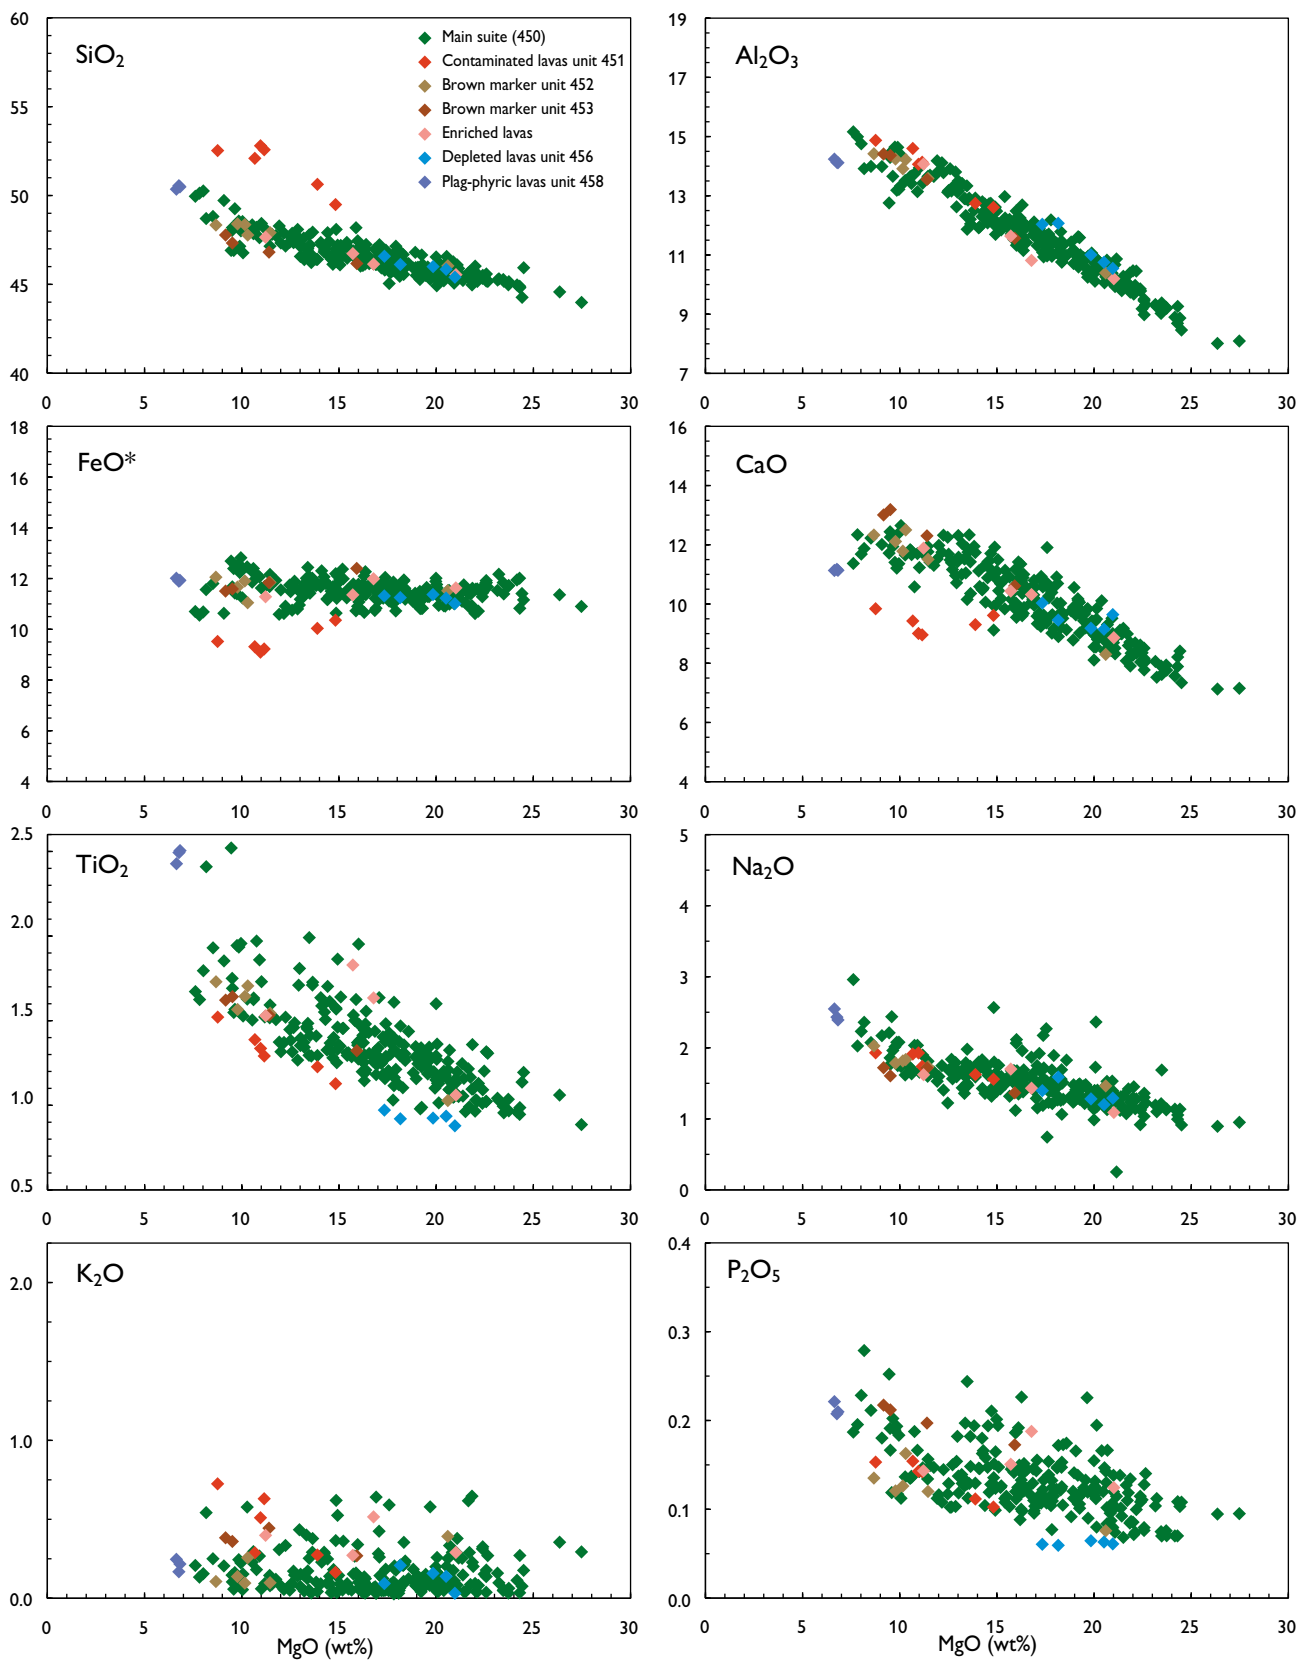 SiO₂
60
55
50
45
40
0 5 10 15 20 25 30
Main suite (450)
Contaminated lavas unit 451
Brown marker unit 452
Brown marker unit 453
Enriched lavas
Depleted lavas unit 456
Plag-phyric lavas unit 458
Al₂O₃
19
17
15
13
11
9
7
0 5 10 15 20 25 30
FeO*
18
16
14
12
10
8
6
4
0 5 10 15 20 25 30
CaO
16
14
12
10
8
6
4
0 5 10 15 20 25 30
TiO₂
2.5
2.0
1.5
1.0
0.5
0 5 10 15 20 25 30
Na₂O
5
4
3
2
1
0
0 5 10 15 20 25 30
K₂O
2.0
1.0
0.0
0 5 10 15 20 25 30
MgO (wt%)
P₂O₅
0.4
0.3
0.2
0.1
0.0
0 5 10 15 20 25 30
MgO (wt%)